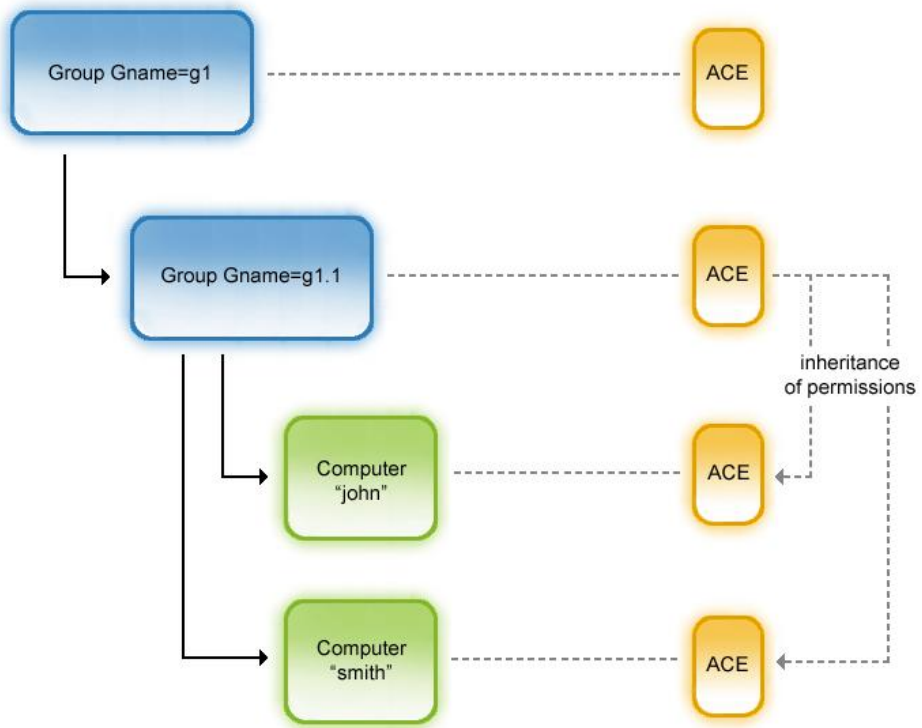 Group Gname=g1
ACE
Group Gname=g1.1
ACE
inheritance
of permissions
Computer
“john”
ACE
Computer
“smith”
ACE